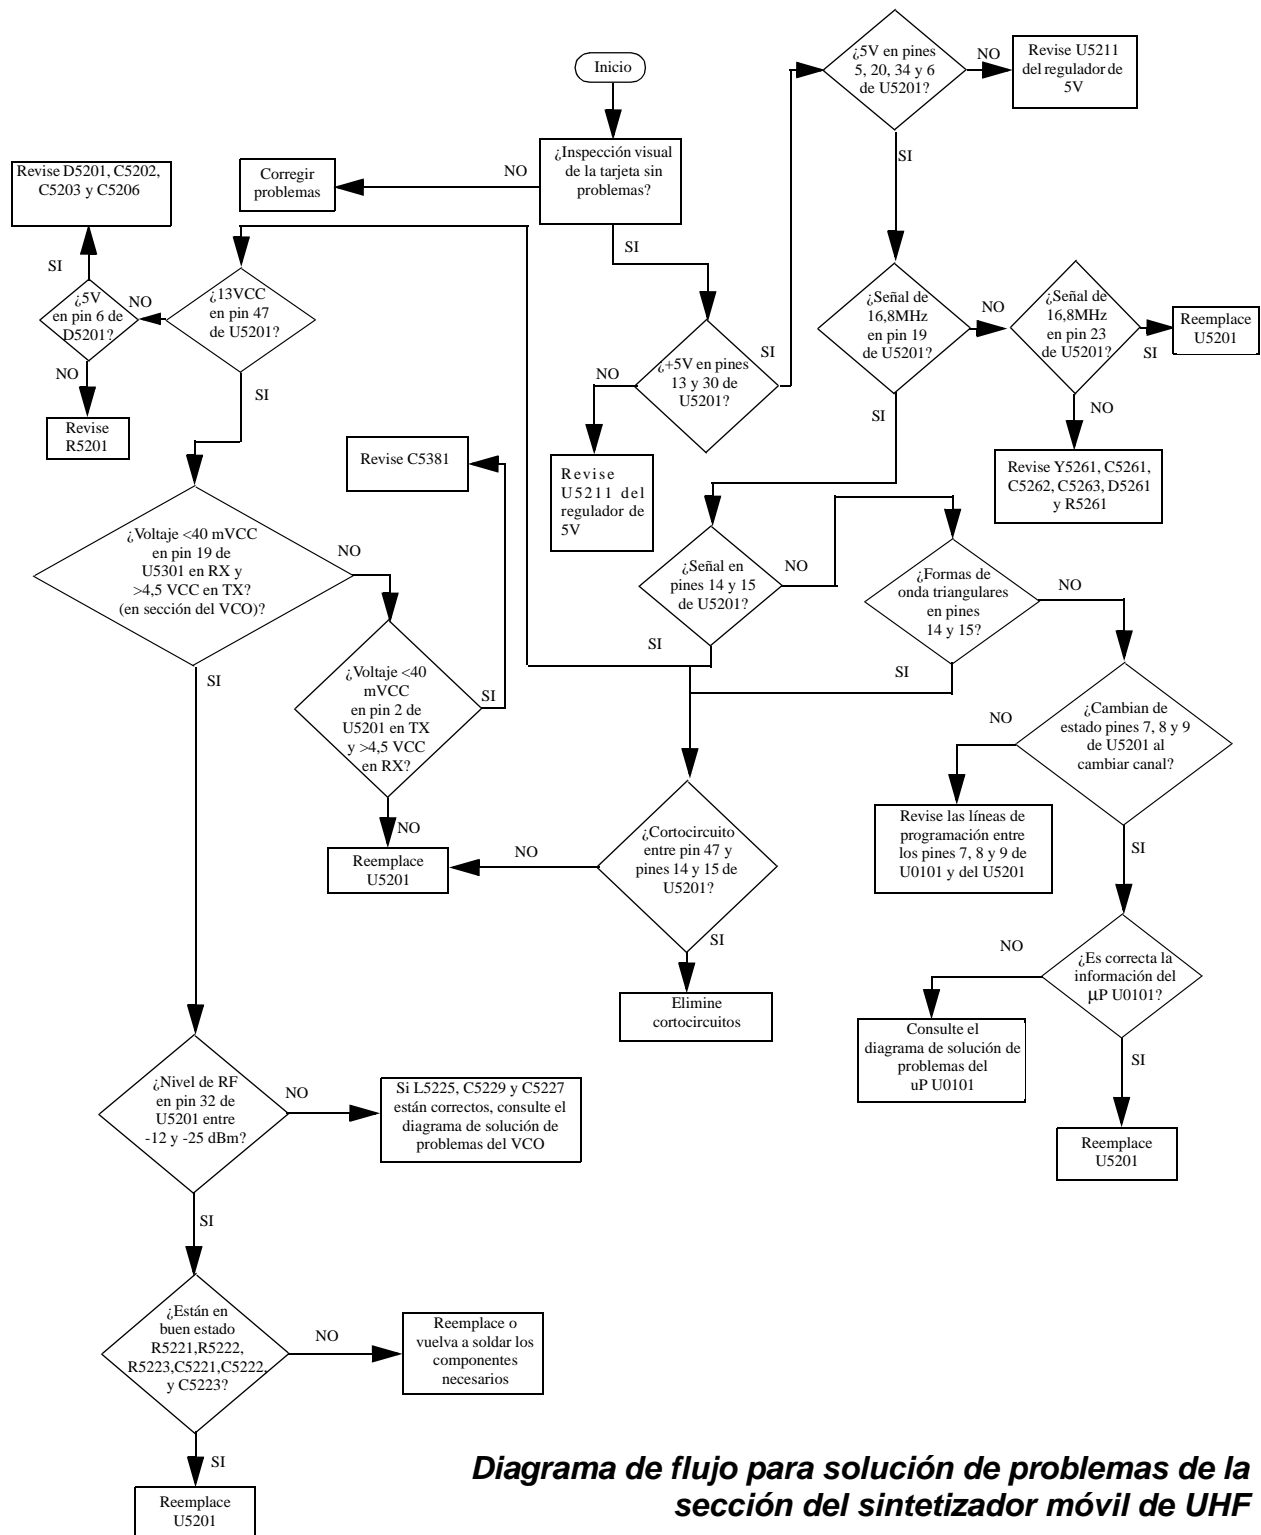 Inicio
¿Inspección visual
de la tarjeta sin
problemas?
NO
Corregir
problemas
SI
¿+5V en pines
13 y 30 de
U5201?
NO
Revise
U5211 del
regulador de
5V
SI
¿5V en pines
5, 20, 34 y 6
de U5201?
NO
Revise U5211
del regulador de
5V
SI
¿Señal de
16,8MHz
en pin 19
de U5201?
NO
¿Señal de
16,8MHz
en pin 23
de U5201?
SI
Reemplace
U5201
NO
Revise Y5261, C5261,
C5262, C5263, D5261
y R5261
SI
¿Señal en
pines 14 y 15
de U5201?
NO
¿Formas de
onda triangulares
en pines
14 y 15?
NO
SI
SI
¿Cambian de
estado pines 7, 8 y 9
de U5201 al
cambiar canal?
NO
Revise las líneas de
programación entre
los pines 7, 8 y 9 de
U0101 y del U5201
SI
¿Es correcta la
información del
µP U0101?
NO
Consulte el
diagrama de solución de
problemas del
uP U0101
SI
Reemplace
U5201
¿Cortocircuito
entre pin 47 y
pines 14 y 15 de
U5201?
NO
Reemplace
U5201
SI
Elimine
cortocircuitos
¿13VCC
en pin 47
de U5201?
NO
¿5V
en pin 6 de
D5201?
SI
Revise D5201, C5202,
C5203 y C5206
NO
Revise
R5201
SI
¿Voltaje <40 mVCC
en pin 19 de
U5301 en RX y
>4,5 VCC en TX?
(en sección del VCO)?
NO
¿Voltaje <40
mVCC
en pin 2 de
U5201 en TX
y >4,5 VCC
en RX?
SI
Revise C5381
NO
SI
¿Nivel de RF
en pin 32 de
U5201 entre
-12 y -25 dBm?
NO
Si L5225, C5229 y C5227
están correctos, consulte el
diagrama de solución de
problemas del VCO
SI
¿Están en
buen estado
R5221,R5222,
R5223,C5221,C5222,
y C5223?
NO
Reemplace o
vuelva a soldar los
componentes
necesarios
SI
Reemplace
U5201
Diagrama de flujo para solución de problemas de la
sección del sintetizador móvil de UHF